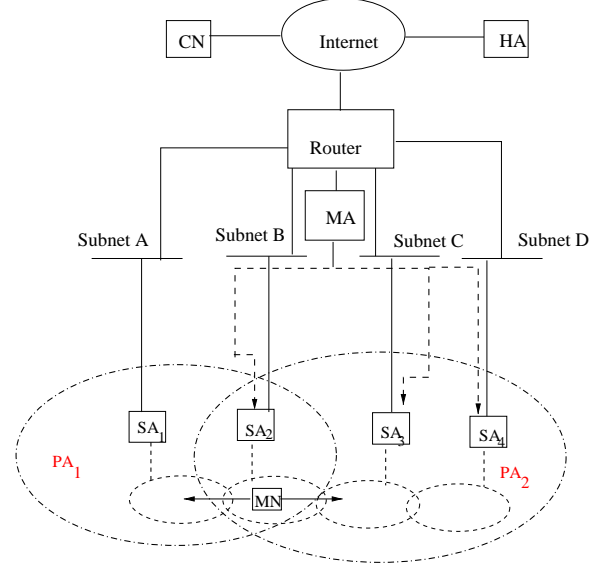 CN
Internet
HA
Router
MA
Subnet A
Subnet B
Subnet C
Subnet D
SA1
SA2
SA3
SA4
PA1
PA2
MN